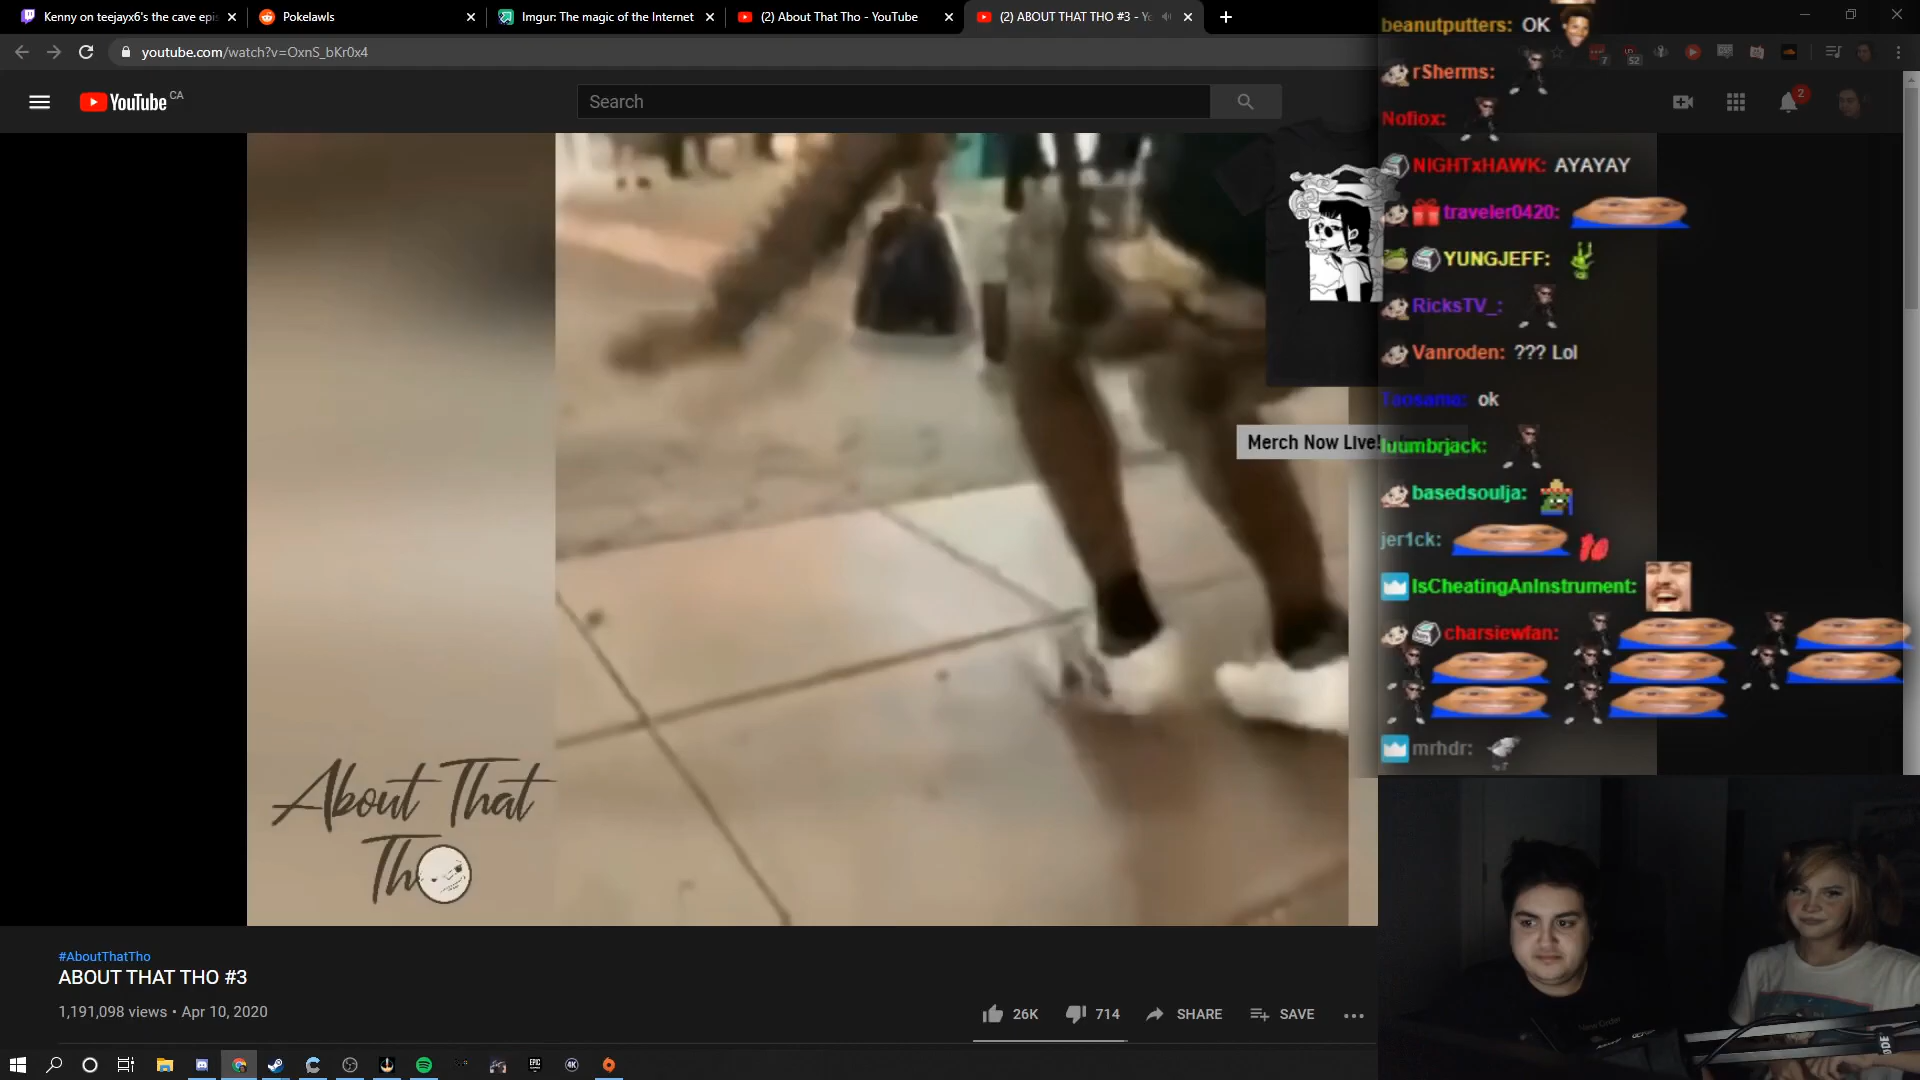 Kenny on teejayx6's the cave epis
Pokelawls
Imgur: The magic of the Internet
(2) About That Tho - YouTube
(2) ABOUT THAT THO #3 - Yo
youtube.com/watch?v=OxnS_bKr0x4
YouTube CA
Search
2
beanutputters: OK
rSherms:
Nofiox:
NIGHTxHAWK: AYAYAY
traveler0420:
YUNGJEFF:
RicksTV_:
Vanroden: ??? Lol
Taosama: ok
Merch Now Live!
luumbrjack:
basedsoulja:
jer1ck:
IsCheatingAnInstrument:
charsiewfan:
mrhdr:
About That
Tho
#AboutThatTho
ABOUT THAT THO #3
1,191,098 views • Apr 10, 2020
26K 714 SHARE SAVE